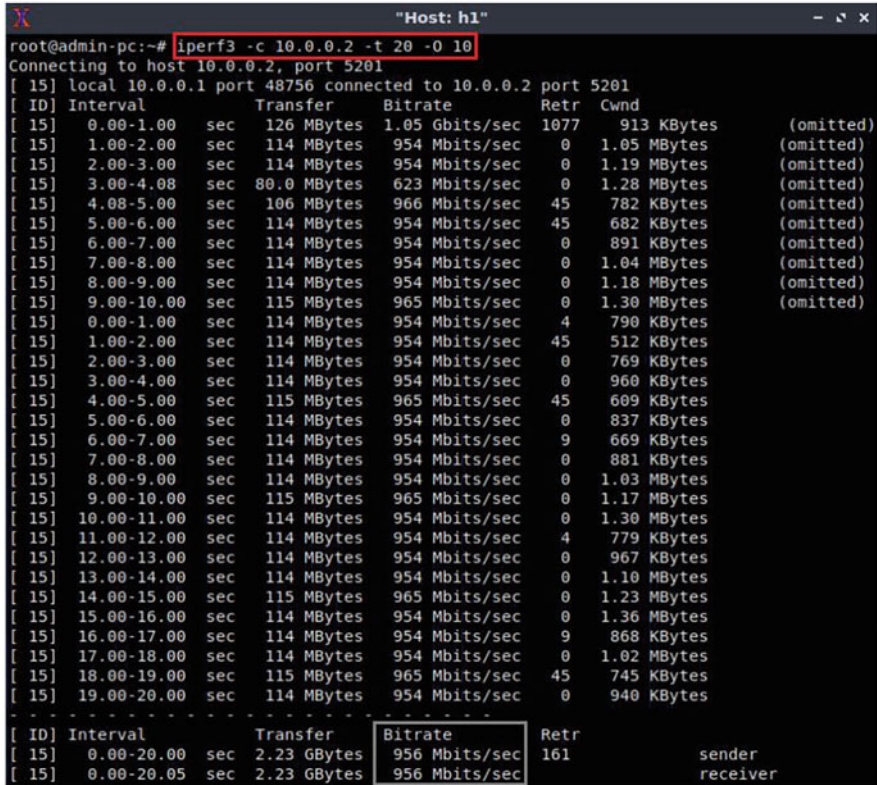 "Host: h1"
root@admin-pc:~# iperf3 -c 10.0.0.2 -t 20 -O 10
Connecting to host 10.0.0.2, port 5201
[ 15] local 10.0.0.1 port 48756 connected to 10.0.0.2 port 5201
[ ID] Interval Transfer Bitrate Retr Cwnd
[ 15] 0.00-1.00 sec 126 MBytes 1.05 Gbits/sec 1077 913 KBytes (omitted)
[ 15] 1.00-2.00 sec 114 MBytes 954 Mbits/sec 0 1.05 MBytes (omitted)
[ 15] 2.00-3.00 sec 114 MBytes 954 Mbits/sec 0 1.19 MBytes (omitted)
[ 15] 3.00-4.08 sec 80.0 MBytes 623 Mbits/sec 0 1.28 MBytes (omitted)
[ 15] 4.08-5.00 sec 106 MBytes 966 Mbits/sec 45 782 KBytes (omitted)
[ 15] 5.00-6.00 sec 114 MBytes 954 Mbits/sec 45 682 KBytes (omitted)
[ 15] 6.00-7.00 sec 114 MBytes 954 Mbits/sec 0 891 KBytes (omitted)
[ 15] 7.00-8.00 sec 114 MBytes 954 Mbits/sec 0 1.04 MBytes (omitted)
[ 15] 8.00-9.00 sec 114 MBytes 954 Mbits/sec 0 1.18 MBytes (omitted)
[ 15] 9.00-10.00 sec 115 MBytes 965 Mbits/sec 0 1.30 MBytes (omitted)
[ 15] 0.00-1.00 sec 114 MBytes 954 Mbits/sec 4 790 KBytes
[ 15] 1.00-2.00 sec 114 MBytes 954 Mbits/sec 45 512 KBytes
[ 15] 2.00-3.00 sec 114 MBytes 954 Mbits/sec 0 769 KBytes
[ 15] 3.00-4.00 sec 114 MBytes 954 Mbits/sec 0 960 KBytes
[ 15] 4.00-5.00 sec 115 MBytes 965 Mbits/sec 45 609 KBytes
[ 15] 5.00-6.00 sec 114 MBytes 954 Mbits/sec 0 837 KBytes
[ 15] 6.00-7.00 sec 114 MBytes 954 Mbits/sec 9 669 KBytes
[ 15] 7.00-8.00 sec 114 MBytes 954 Mbits/sec 0 881 KBytes
[ 15] 8.00-9.00 sec 114 MBytes 954 Mbits/sec 0 1.03 MBytes
[ 15] 9.00-10.00 sec 115 MBytes 965 Mbits/sec 0 1.17 MBytes
[ 15] 10.00-11.00 sec 114 MBytes 954 Mbits/sec 0 1.30 MBytes
[ 15] 11.00-12.00 sec 114 MBytes 954 Mbits/sec 4 779 KBytes
[ 15] 12.00-13.00 sec 114 MBytes 954 Mbits/sec 0 967 KBytes
[ 15] 13.00-14.00 sec 114 MBytes 954 Mbits/sec 0 1.10 MBytes
[ 15] 14.00-15.00 sec 115 MBytes 965 Mbits/sec 0 1.23 MBytes
[ 15] 15.00-16.00 sec 114 MBytes 954 Mbits/sec 0 1.36 MBytes
[ 15] 16.00-17.00 sec 114 MBytes 954 Mbits/sec 9 868 KBytes
[ 15] 17.00-18.00 sec 114 MBytes 954 Mbits/sec 0 1.02 MBytes
[ 15] 18.00-19.00 sec 115 MBytes 965 Mbits/sec 45 745 KBytes
[ 15] 19.00-20.00 sec 114 MBytes 954 Mbits/sec 0 940 KBytes
- - - - - - - - - - - - - - - - - - - - - - - - -
[ ID] Interval Transfer Bitrate Retr
[ 15] 0.00-20.00 sec 2.23 GBytes 956 Mbits/sec 161 sender
[ 15] 0.00-20.05 sec 2.23 GBytes 956 Mbits/sec receiver